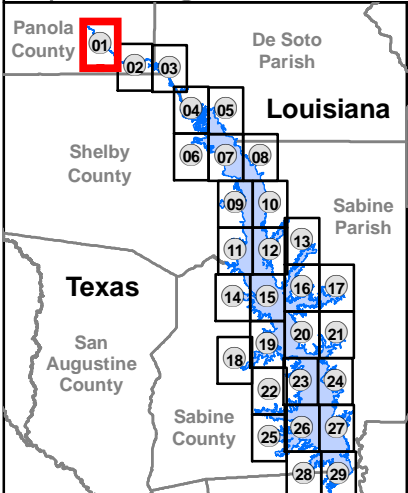 Panola
County
01
02
03
De Soto
Parish
04
05
Louisiana
Shelby
County
06
07
08
09
10
Sabine
Parish
11
12
13
Texas
14
15
16
17
San
Augustine
County
18
19
20
21
22
23
24
Sabine
County
25
26
27
28
29